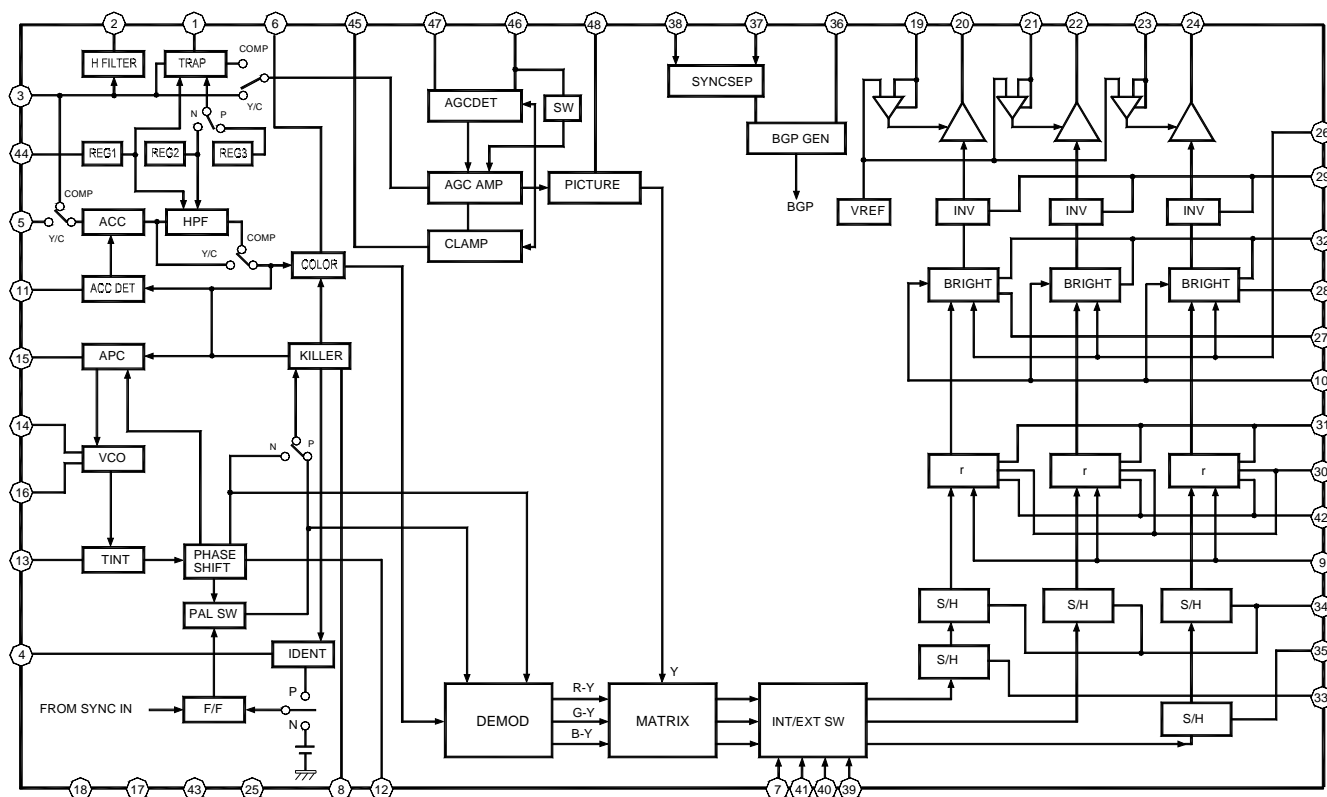 2 1 6 45 47 46 48 38 37 36 19 20 21 22 23 24
H FILTER TRAP COMP
3
Y/C
N P
AGCDET SW
SYNCSEP
BGP GEN
26
44 REG1 REG2 REG3
AGC AMP PICTURE
BGP
VREF
29
COMP
5 ACC HPF
Y/C
COMP
Y/C
CLAMP
INV INV INV
32
COLOR
11 ACC DET
BRIGHT BRIGHT BRIGHT
28
27
15 APC KILLER
10
14
N P
VCO
31
r r r
30
16
42
13 TINT PHASE
SHIFT
9
PAL SW
S/H S/H S/H
34
4 IDENT
35
S/H
P
33
FROM SYNC IN F/F
N
DEMOD
R-Y
G-Y
B-Y
Y
MATRIX INT/EXT SW
S/H
18 17 43 25 8 12 7 41 40 39